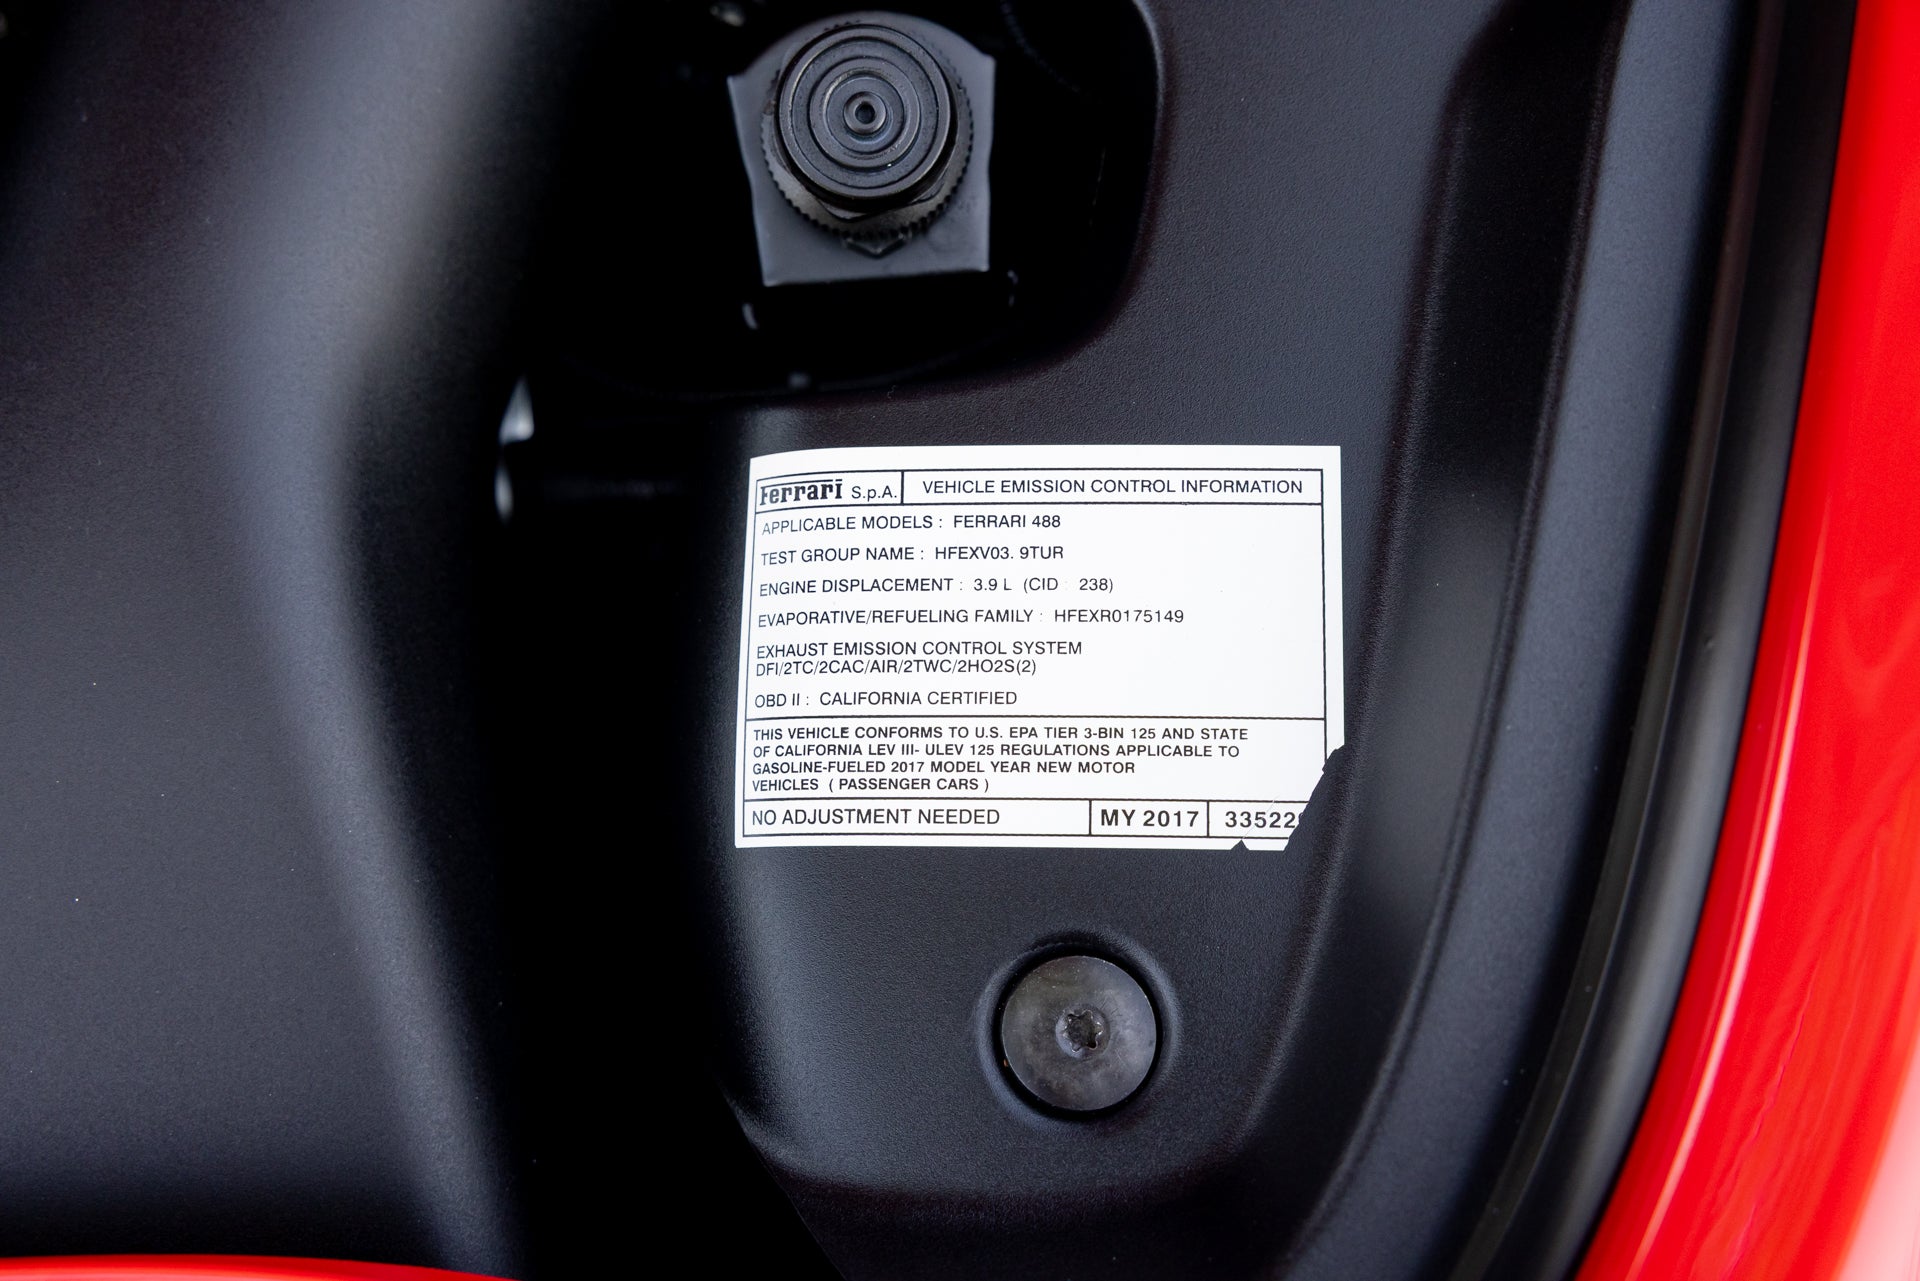 Ferrari S.p.A. VEHICLE EMISSION CONTROL INFORMATION
APPLICABLE MODELS : FERRARI 488
TEST GROUP NAME : HFEXV03. 9TUR
ENGINE DISPLACEMENT : 3.9 L (CID : 238)
EVAPORATIVE/REFUELING FAMILY : HFEXR0175149
EXHAUST EMISSION CONTROL SYSTEM
DFI/2TC/2CAC/AIR/2TWC/2HO2S(2)
OBD II : CALIFORNIA CERTIFIED
THIS VEHICLE CONFORMS TO U.S. EPA TIER 3-BIN 125 AND STATE
OF CALIFORNIA LEV III- ULEV 125 REGULATIONS APPLICABLE TO
GASOLINE-FUELED 2017 MODEL YEAR NEW MOTOR
VEHICLES ( PASSENGER CARS )
NO ADJUSTMENT NEEDED MY 2017